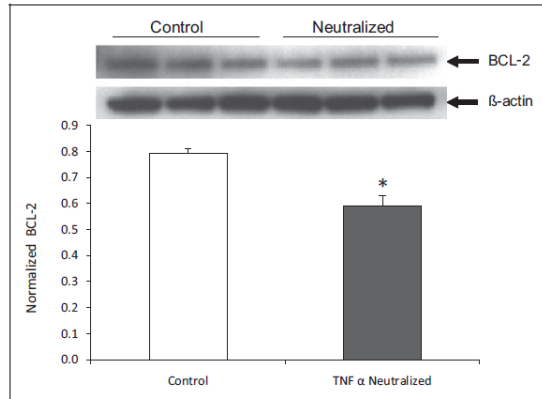 Control Neutralized
BCL-2
ß-actin
0.9
0.8
0.7
0.6
0.5
0.4
0.3
0.2
0.1
0.0
Normalized BCL-2
*
Control TNF α Neutralized